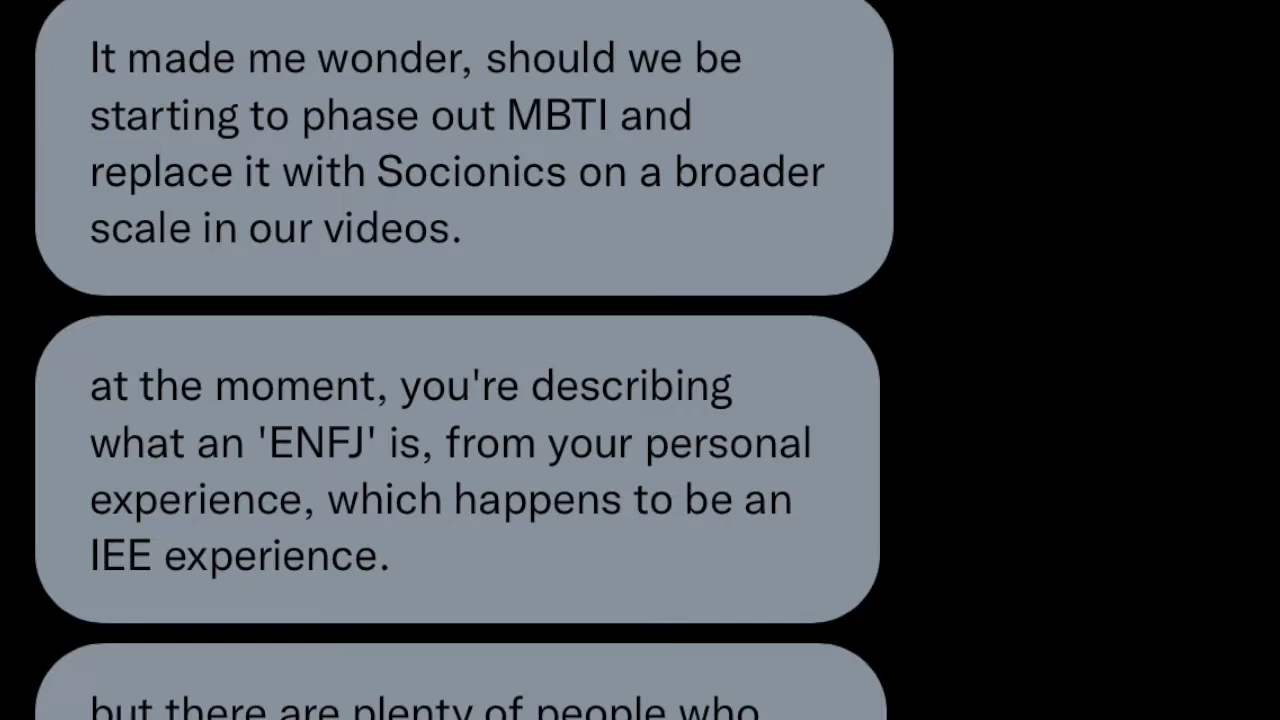 It made me wonder, should we be
starting to phase out MBTI and
replace it with Socionics on a broader
scale in our videos.
at the moment, you're describing
what an 'ENFJ' is, from your personal
experience, which happens to be an
IEE experience.
but there are plenty of people who